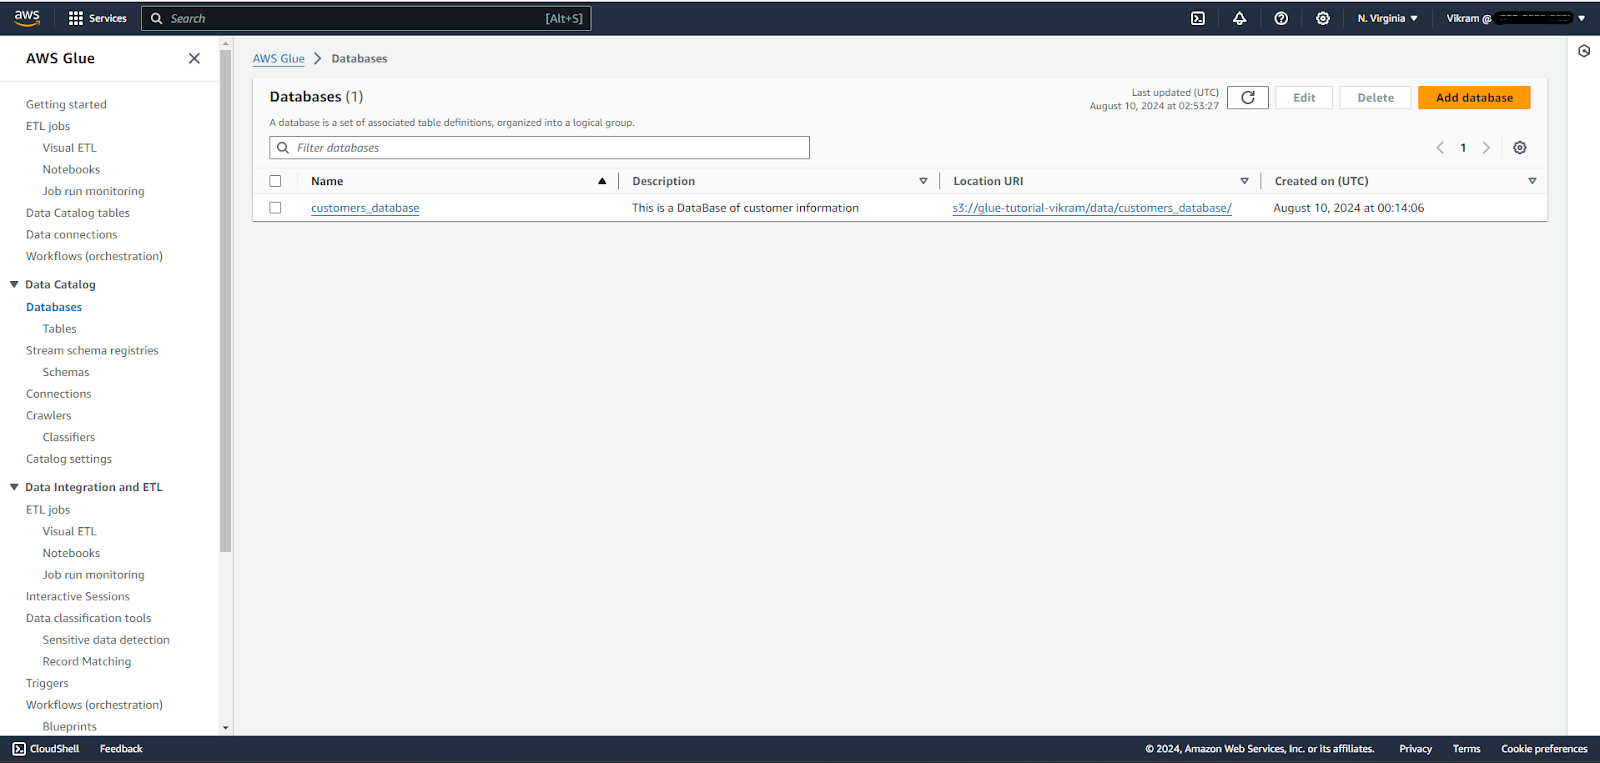 aws Services Search [Alt+S] N. Virginia Vikram @
AWS Glue
Getting started
ETL jobs
Visual ETL
Notebooks
Job run monitoring
Data Catalog tables
Data connections
Workflows (orchestration)
Data Catalog
Databases
Tables
Stream schema registries
Schemas
Connections
Crawlers
Classifiers
Catalog settings
Data Integration and ETL
ETL jobs
Visual ETL
Notebooks
Job run monitoring
Interactive Sessions
Data classification tools
Sensitive data detection
Record Matching
Triggers
Workflows (orchestration)
Blueprints
AWS Glue Databases
Databases (1)
Last updated (UTC)
August 10, 2024 at 02:53:27
Edit Delete Add database
A database is a set of associated table definitions, organized into a logical group.
Filter databases
1
Name Description Location URI Created on (UTC)
customers_database This is a DataBase of customer information s3://glue-tutorial-vikram/data/customers_database/ August 10, 2024 at 00:14:06
CloudShell Feedback © 2024, Amazon Web Services, Inc. or its affiliates. Privacy Terms Cookie preferences